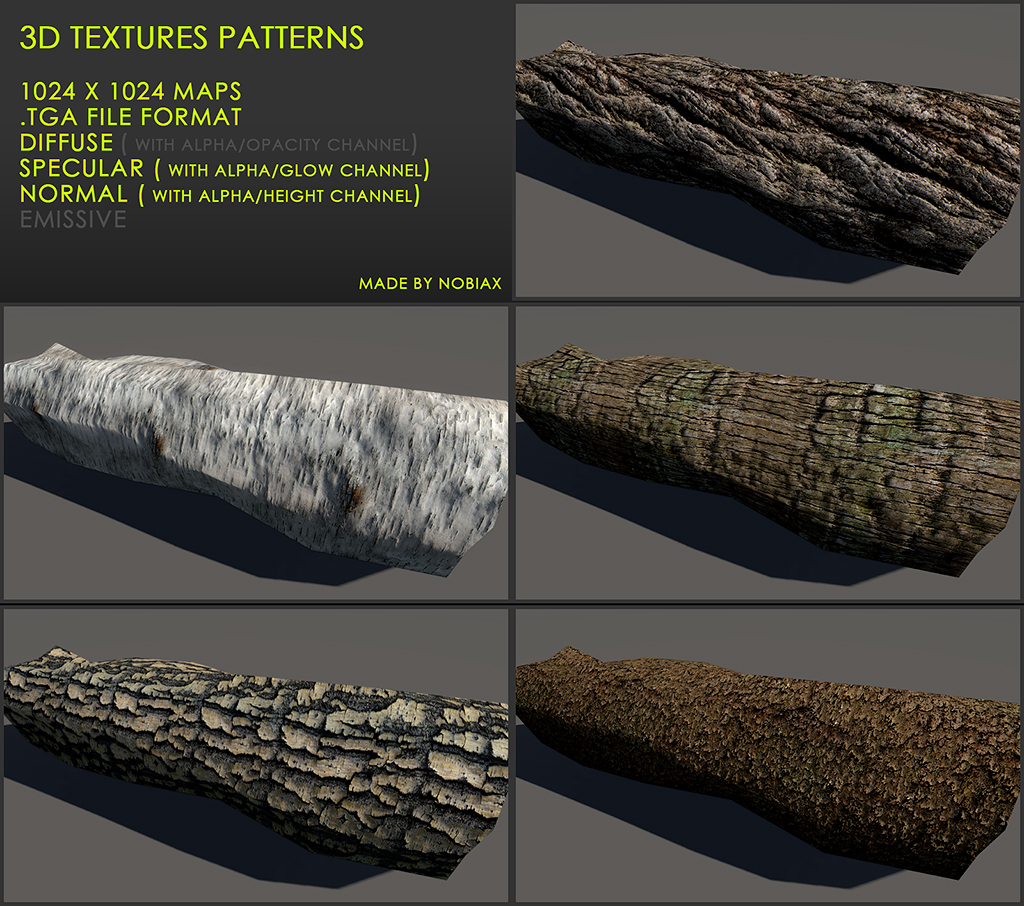 3D TEXTURES PATTERNS
1024 X 1024 MAPS
.TGA FILE FORMAT
DIFFUSE ( WITH ALPHA/OPACITY CHANNEL)
SPECULAR ( WITH ALPHA/GLOW CHANNEL)
NORMAL ( WITH ALPHA/HEIGHT CHANNEL)
EMISSIVE
MADE BY NOBIAX